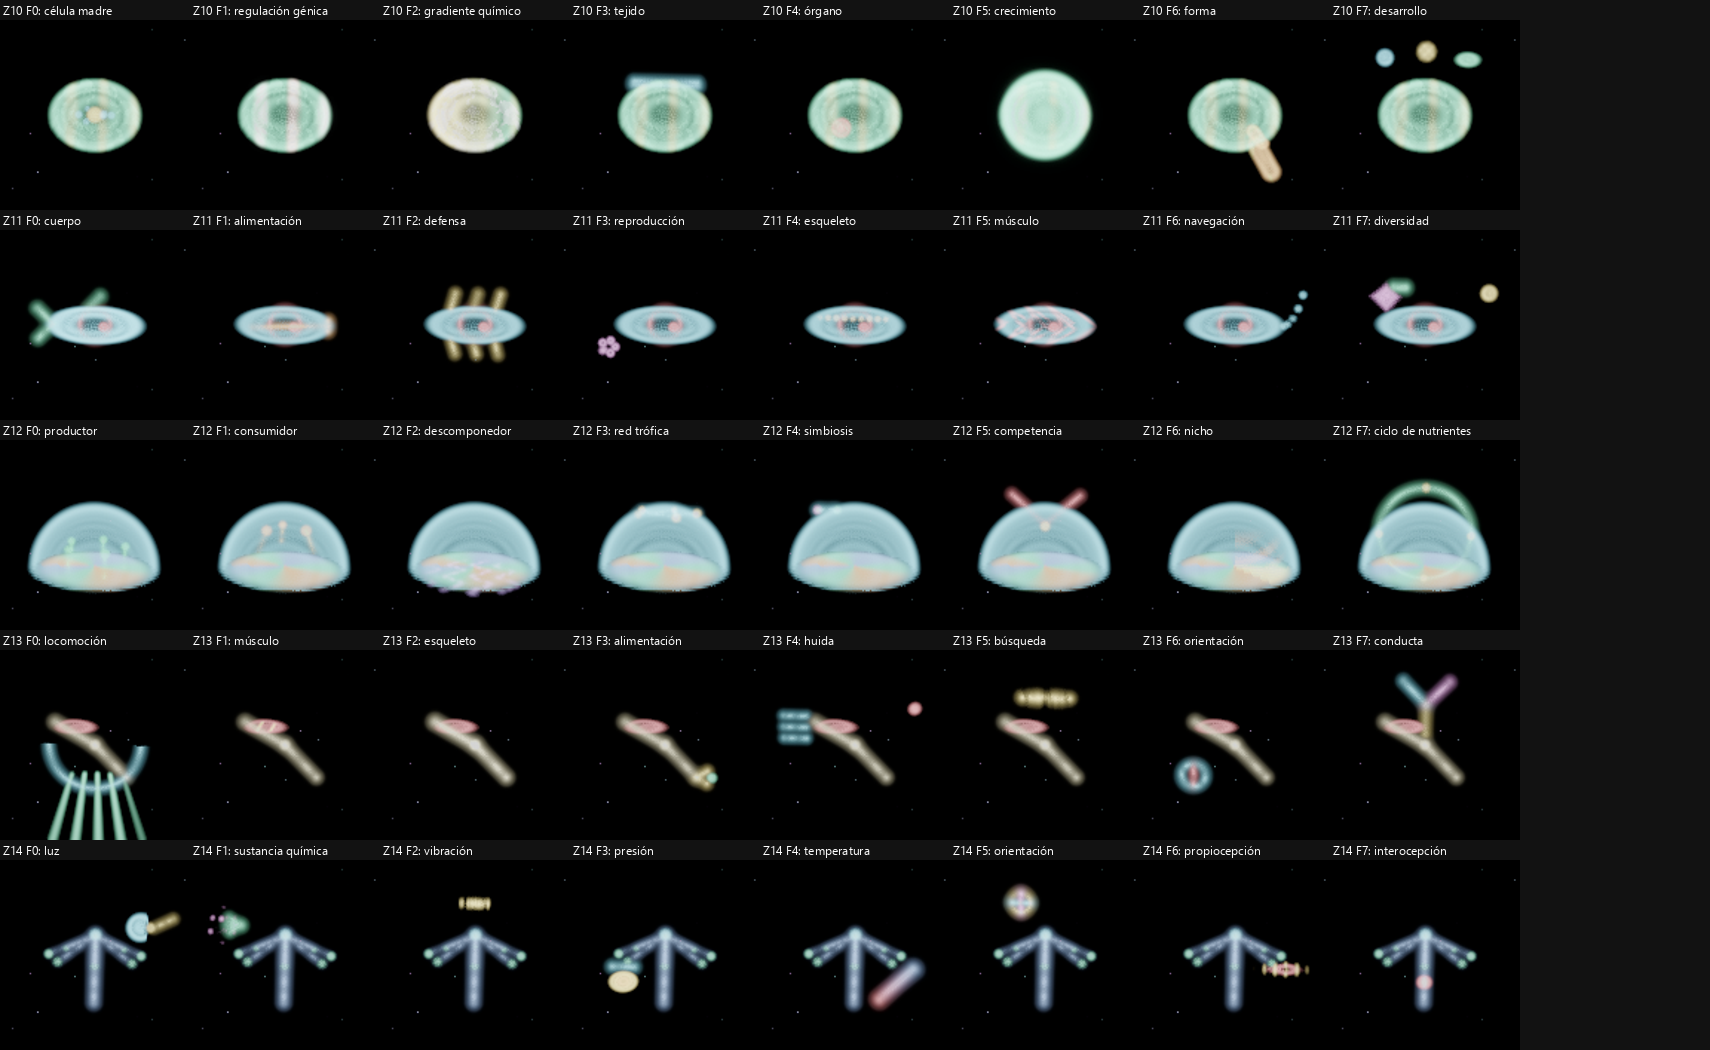 Z10 F0: célula madre
Z10 F1: regulación génica
Z10 F2: gradiente químico
Z10 F3: tejido
Z10 F4: órgano
Z10 F5: crecimiento
Z10 F6: forma
Z10 F7: desarrollo
Z11 F0: cuerpo
Z11 F1: alimentación
Z11 F2: defensa
Z11 F3: reproducción
Z11 F4: esqueleto
Z11 F5: músculo
Z11 F6: navegación
Z11 F7: diversidad
Z12 F0: productor
Z12 F1: consumidor
Z12 F2: descomponedor
Z12 F3: red trófica
Z12 F4: simbiosis
Z12 F5: competencia
Z12 F6: nicho
Z12 F7: ciclo de nutrientes
Z13 F0: locomoción
Z13 F1: músculo
Z13 F2: esqueleto
Z13 F3: alimentación
Z13 F4: huida
Z13 F5: búsqueda
Z13 F6: orientación
Z13 F7: conducta
Z14 F0: luz
Z14 F1: sustancia química
Z14 F2: vibración
Z14 F3: presión
Z14 F4: temperatura
Z14 F5: orientación
Z14 F6: propiocepción
Z14 F7: interocepción